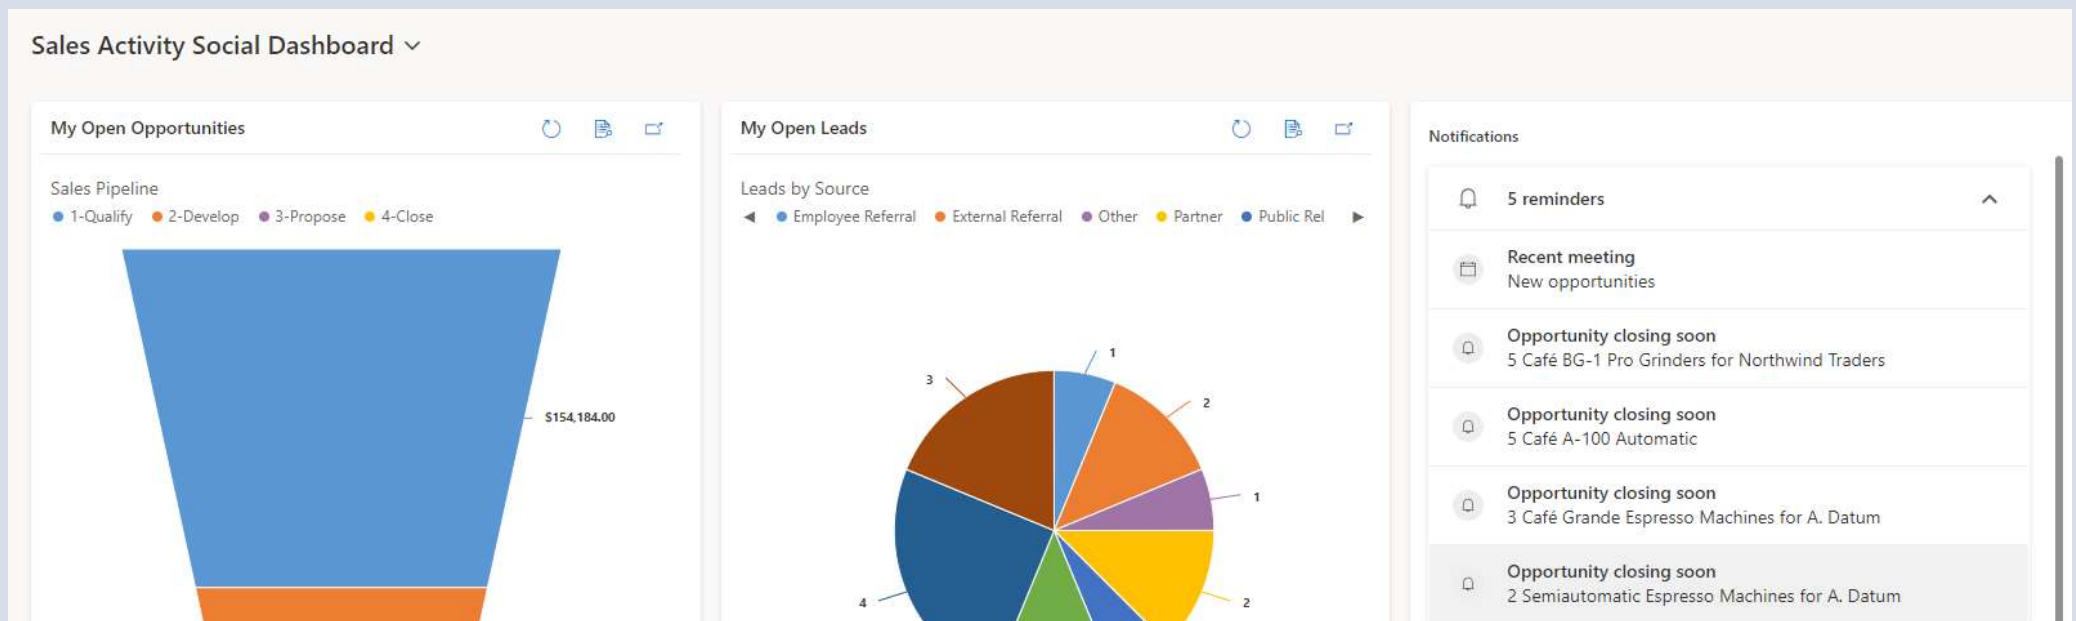 Sales Activity Social Dashboard
My Open Opportunities
Sales Pipeline
1-Qualify 2-Develop 3-Propose 4-Close
$154,184.00
My Open Leads
Leads by Source
Employee Referral External Referral Other Partner Public Rel
1
3
2
1
4
2
Notifications
5 reminders
Recent meeting
New opportunities
Opportunity closing soon
5 Café BG-1 Pro Grinders for Northwind Traders
Opportunity closing soon
5 Café A-100 Automatic
Opportunity closing soon
3 Café Grande Espresso Machines for A. Datum
Opportunity closing soon
2 Semiautomatic Espresso Machines for A. Datum